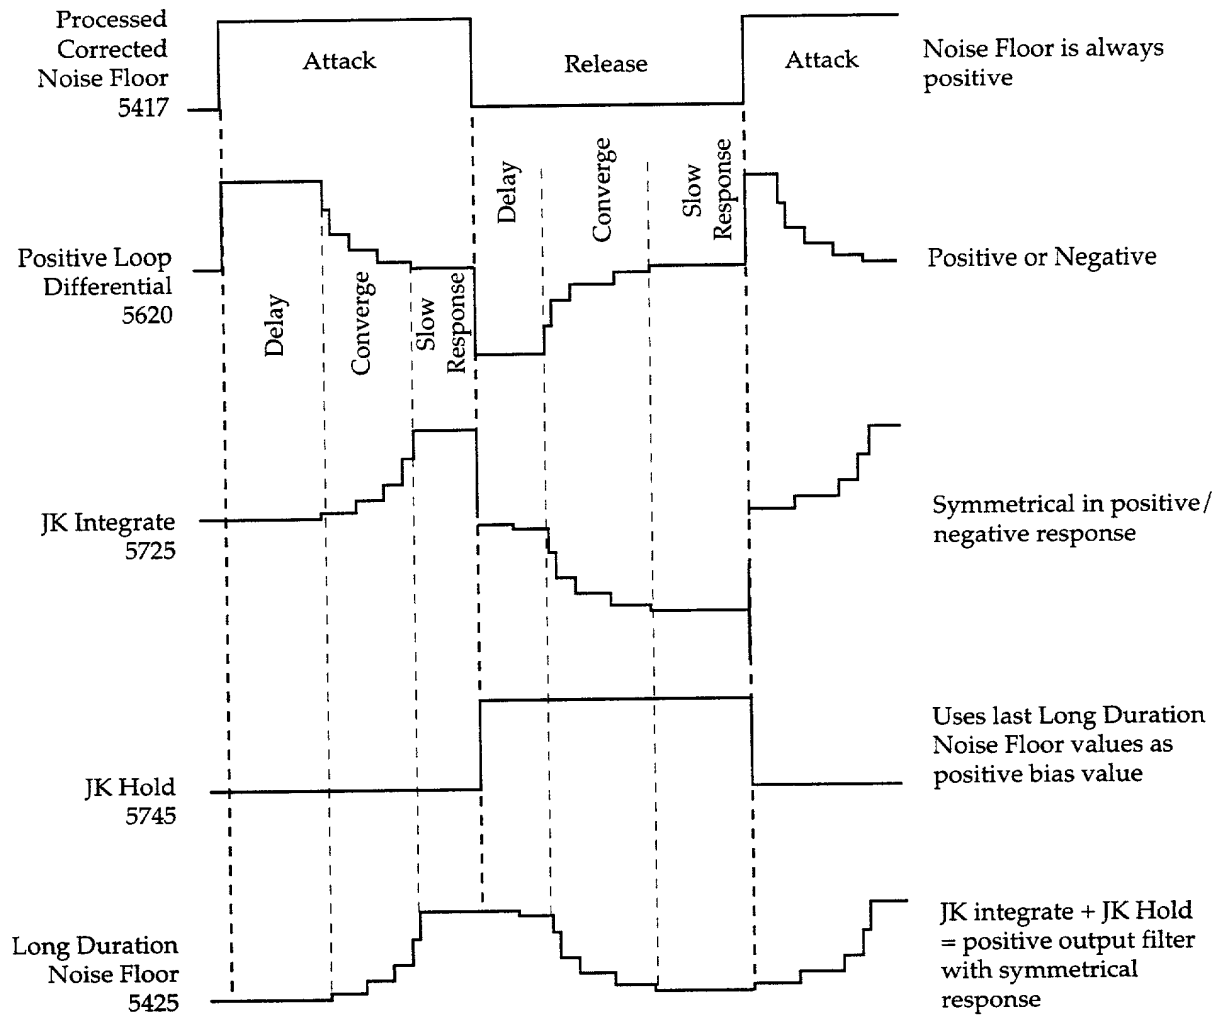 Processed
Corrected
Noise Floor
5417
Attack
Release
Attack
Noise Floor is always
positive
Positive Loop
Differential
5620
Delay
Converge
Slow
Response
Delay
Converge
Slow
Response
Positive or Negative
JK Integrate
5725
Symmetrical in positive/
negative response
JK Hold
5745
Uses last Long Duration
Noise Floor values as
positive bias value
Long Duration
Noise Floor
5425
JK integrate + JK Hold
= positive output filter
with symmetrical
response